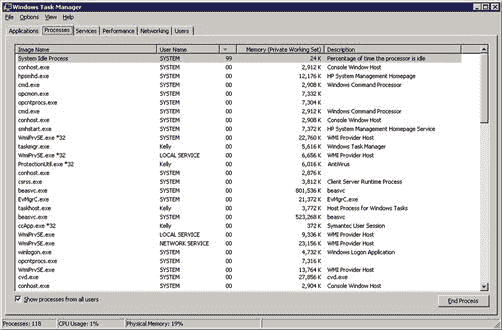 Windows Task Manager
File Options View Help
Applications Processes Services Performance Networking Users
Image Name User Name Memory (Private Working Set) Description
System Idle Process SYSTEM 99 24 K Percentage of time the processor is idle
conhost.exe SYSTEM 00 2,912 K Console Window Host
hpsmhd.exe SYSTEM 00 12,176 K HP System Management Homepage
cmd.exe SYSTEM 00 2,908 K Windows Command Processor
opcmon.exe SYSTEM 00 7,332 K
opcntprocs.exe SYSTEM 00 7,304 K
cmd.exe SYSTEM 00 2,944 K Windows Command Processor
conhost.exe SYSTEM 00 2,908 K Console Window Host
smhstart.exe SYSTEM 00 7,372 K HP System Management Homepage Service
WmiPrvSE.exe *32 SYSTEM 00 22,760 K WMI Provider Host
taskmgr.exe Kelly 00 5,616 K Windows Task Manager
WmiPrvSE.exe *32 LOCAL SERVICE 00 6,686 K WMI Provider Host
ProtectionUtil.exe *32 Kelly 00 6,016 K AntiVirus
conhost.exe SYSTEM 00 2,876 K
csrss.exe SYSTEM 00 3,812 K Client Server Runtime Process
beasvc.exe SYSTEM 00 801,536 K beasvc
EvMgrC.exe SYSTEM 00 21,372 K EvMgrC.exe
taskhost.exe Kelly 00 3,772 K Host Process for Windows Tasks
beasvc.exe SYSTEM 00 523,268 K beasvc
ccApp.exe *32 Kelly 00 372 K Symantec User Session
WmiPrvSE.exe LOCAL SERVICE 00 9,336 K WMI Provider Host
WmiPrvSE.exe NETWORK SERVICE 00 23,156 K WMI Provider Host
winlogon.exe SYSTEM 00 4,732 K Windows Logon Application
opcntprocs.exe SYSTEM 00 7,316 K
WmiPrvSE.exe SYSTEM 00 13,764 K WMI Provider Host
cvd.exe SYSTEM 00 27,856 K cvd.exe
conhost.exe SYSTEM 00 2,904 K Console Window Host
Show processes from all users
End Process
Processes: 118 CPU Usage: 1% Physical Memory: 19%